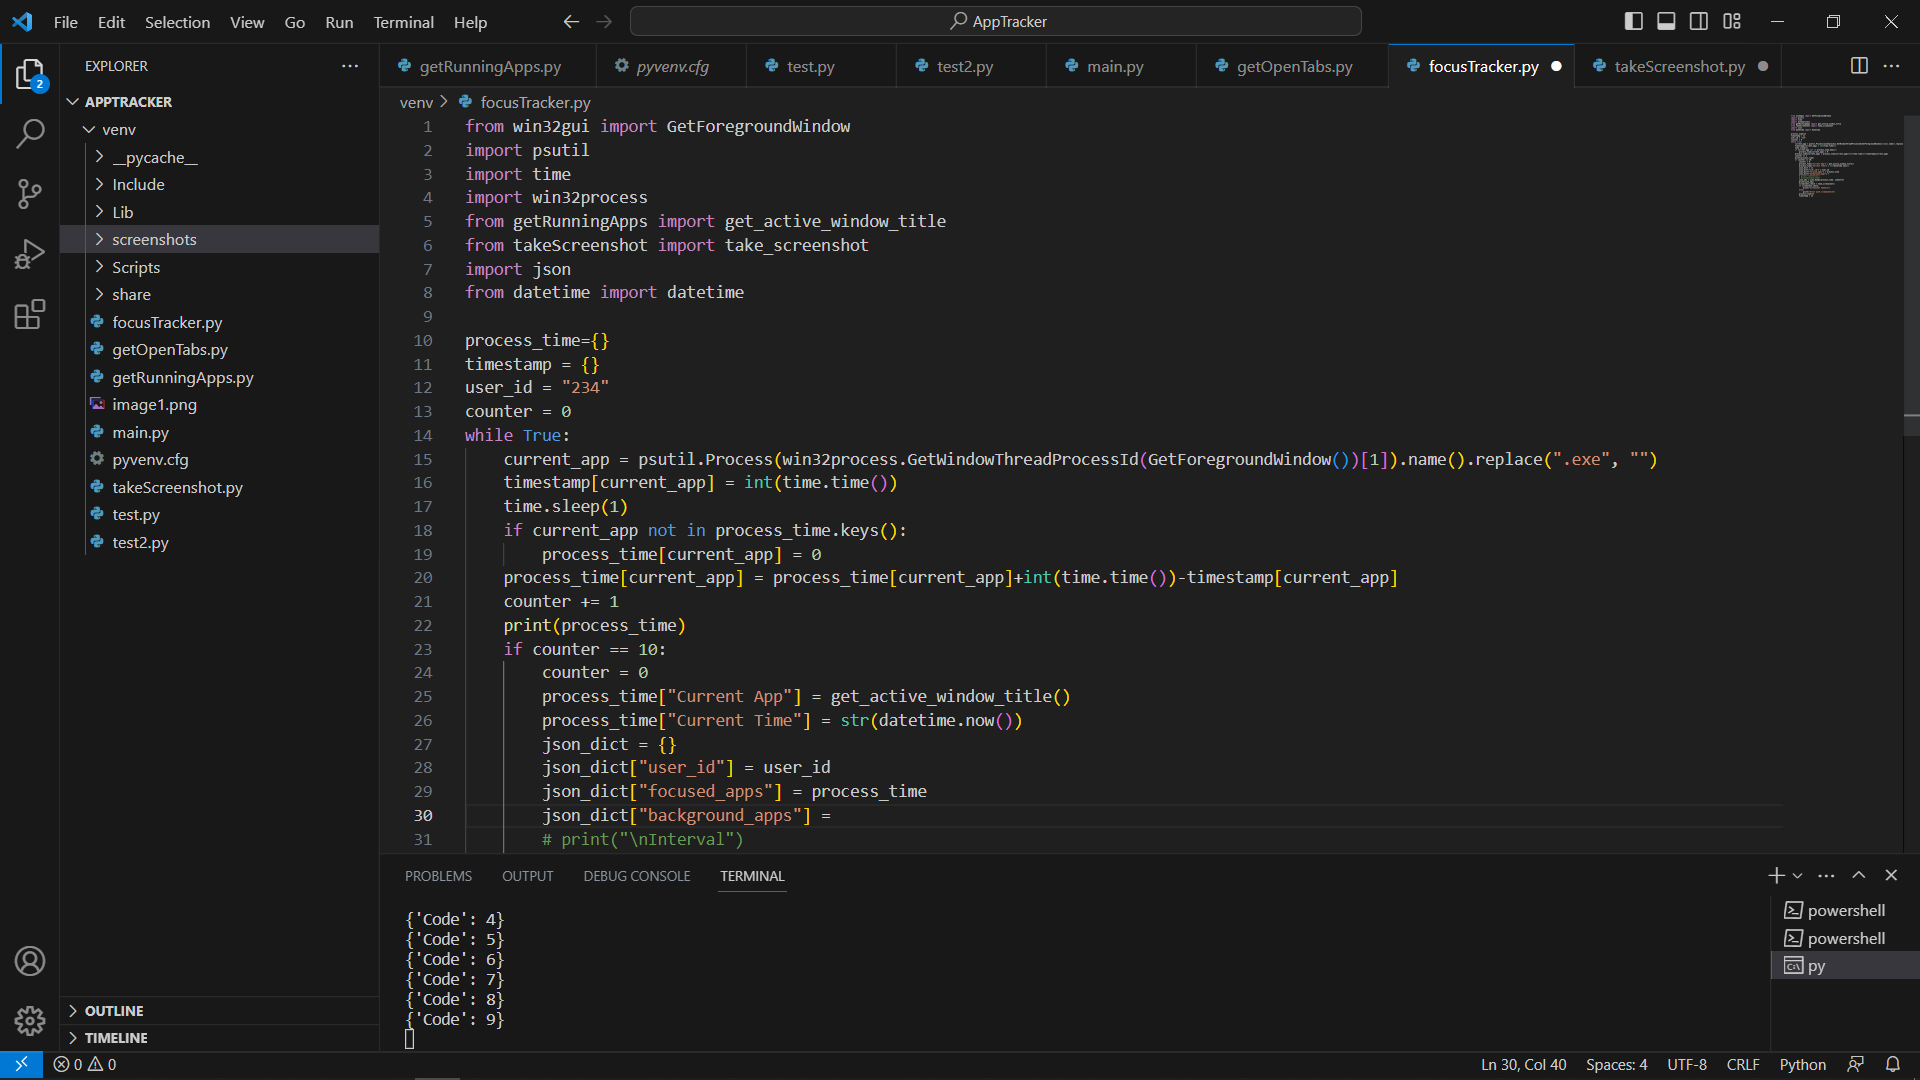 File Edit Selection View Go Run Terminal Help
AppTracker
EXPLORER
2
APPTRACKER
venv
__pycache__
Include
Lib
screenshots
Scripts
share
focusTracker.py
getOpenTabs.py
getRunningApps.py
image1.png
main.py
pyvenv.cfg
takeScreenshot.py
test.py
test2.py
OUTLINE
TIMELINE
getRunningApps.py pyvenv.cfg test.py test2.py main.py getOpenTabs.py focusTracker.py takeScreenshot.py
venv > focusTracker.py
1 from win32gui import GetForegroundWindow
2 import psutil
3 import time
4 import win32process
5 from getRunningApps import get_active_window_title
6 from takeScreenshot import take_screenshot
7 import json
8 from datetime import datetime
9
10 process_time={}
11 timestamp = {}
12 user_id = "234"
13 counter = 0
14 while True:
15 current_app = psutil.Process(win32process.GetWindowThreadProcessId(GetForegroundWindow())[1]).name().replace(".exe", "")
16 timestamp[current_app] = int(time.time())
17 time.sleep(1)
18 if current_app not in process_time.keys():
19 process_time[current_app] = 0
20 process_time[current_app] = process_time[current_app]+int(time.time())-timestamp[current_app]
21 counter += 1
22 print(process_time)
23 if counter == 10:
24 counter = 0
25 process_time["Current App"] = get_active_window_title()
26 process_time["Current Time"] = str(datetime.now())
27 json_dict = {}
28 json_dict["user_id"] = user_id
29 json_dict["focused_apps"] = process_time
30 json_dict["background_apps"] =
31 # print("\nInterval")
PROBLEMS OUTPUT DEBUG CONSOLE TERMINAL
{'Code': 4}
{'Code': 5}
{'Code': 6}
{'Code': 7}
{'Code': 8}
{'Code': 9}
powershell
powershell
py
0 0
Ln 30, Col 40 Spaces: 4 UTF-8 CRLF Python